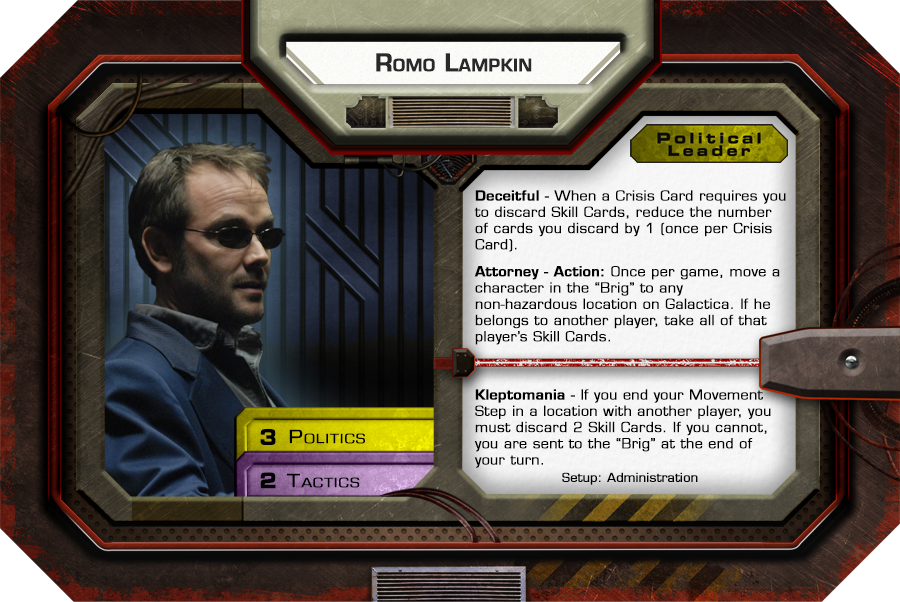 Romo Lampkin
Political
Leader
Deceitful - When a Crisis Card requires you
to discard Skill Cards, reduce the number
of cards you discard by 1 (once per Crisis
Card).
Attorney - Action: Once per game, move a
character in the “Brig” to any
non-hazardous location on Galactica. If he
belongs to another player, take all of that
player’s Skill Cards.
Kleptomania - If you end your Movement
Step in a location with another player, you
must discard 2 Skill Cards. If you cannot,
you are sent to the “Brig” at the end of
your turn.
Setup: Administration
3 Politics
2 Tactics